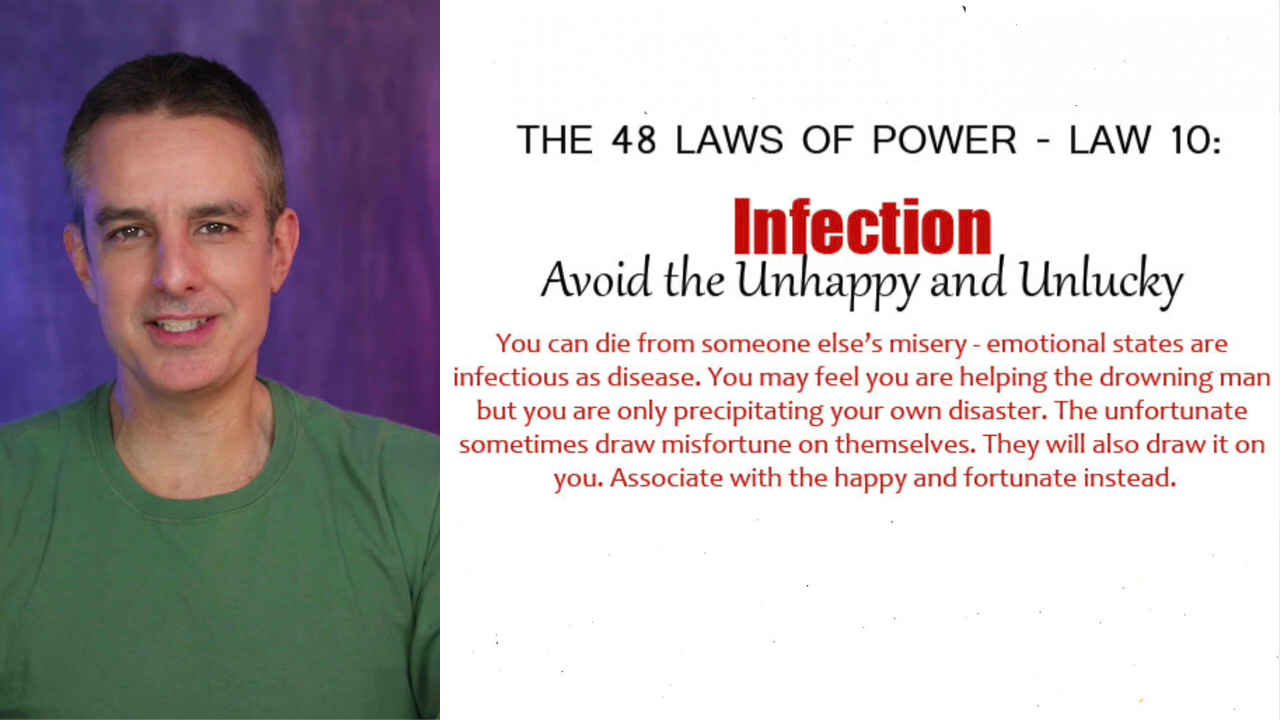 THE 48 LAWS OF POWER - LAW 10:
Infection
Avoid the Unhappy and Unlucky
You can die from someone else’s misery - emotional states are
infectious as disease. You may feel you are helping the drowning man
but you are only precipitating your own disaster. The unfortunate
sometimes draw misfortune on themselves. They will also draw it on
you. Associate with the happy and fortunate instead.